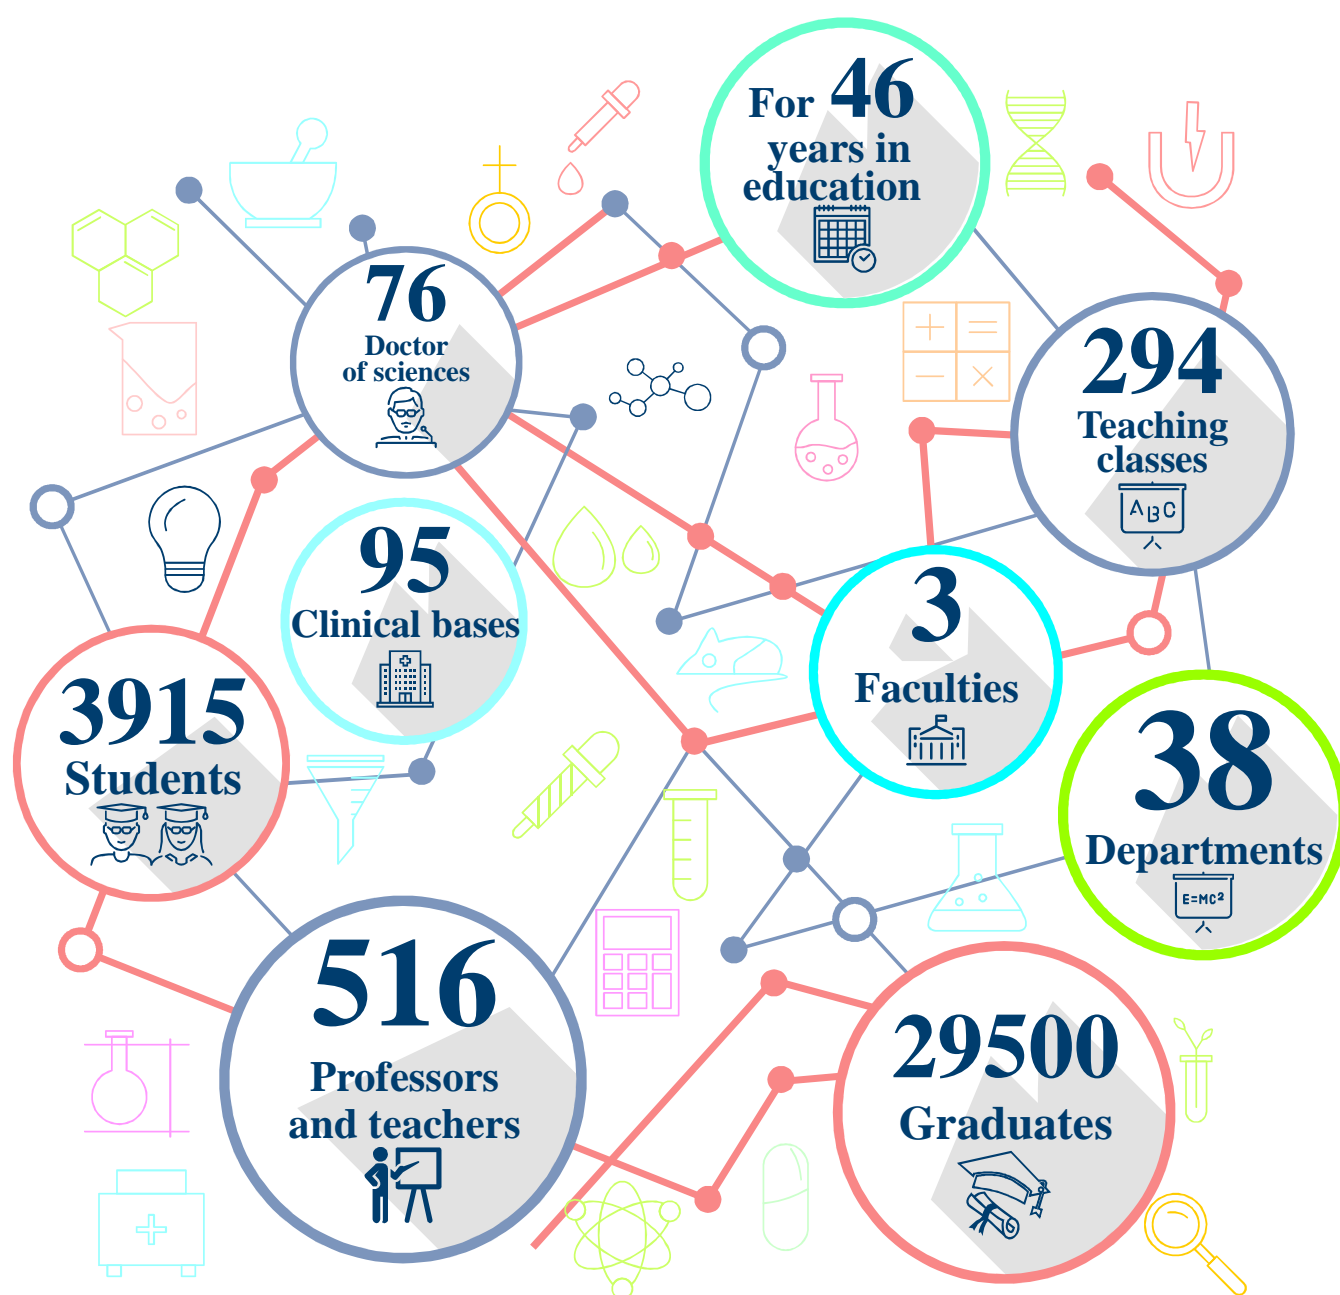 For 46
years in
education
76
Doctor
of sciences
294
Teaching
classes
ABC
95
Clinical bases
3
Faculties
3915
Students
38
Departments
E=MC²
516
Professors
and teachers
29500
Graduates